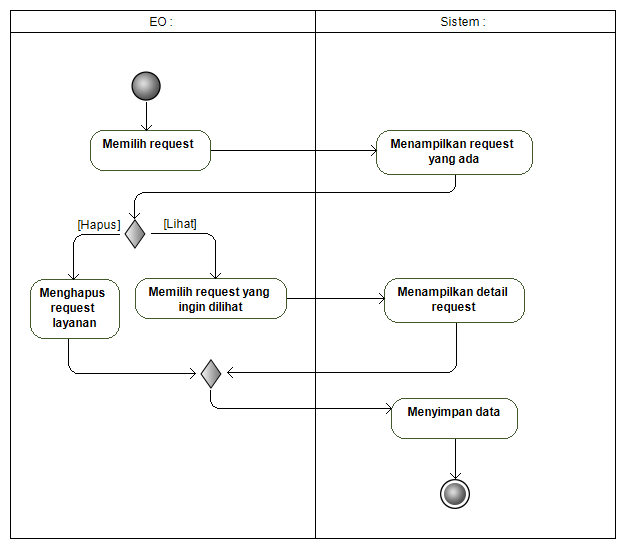 EO :
Sistem :
Memilih request
Menampilkan request
yang ada
[Hapus]
[Lihat]
Menghapus
request
layanan
Memilih request yang
ingin dilihat
Menampilkan detail
request
Menyimpan data